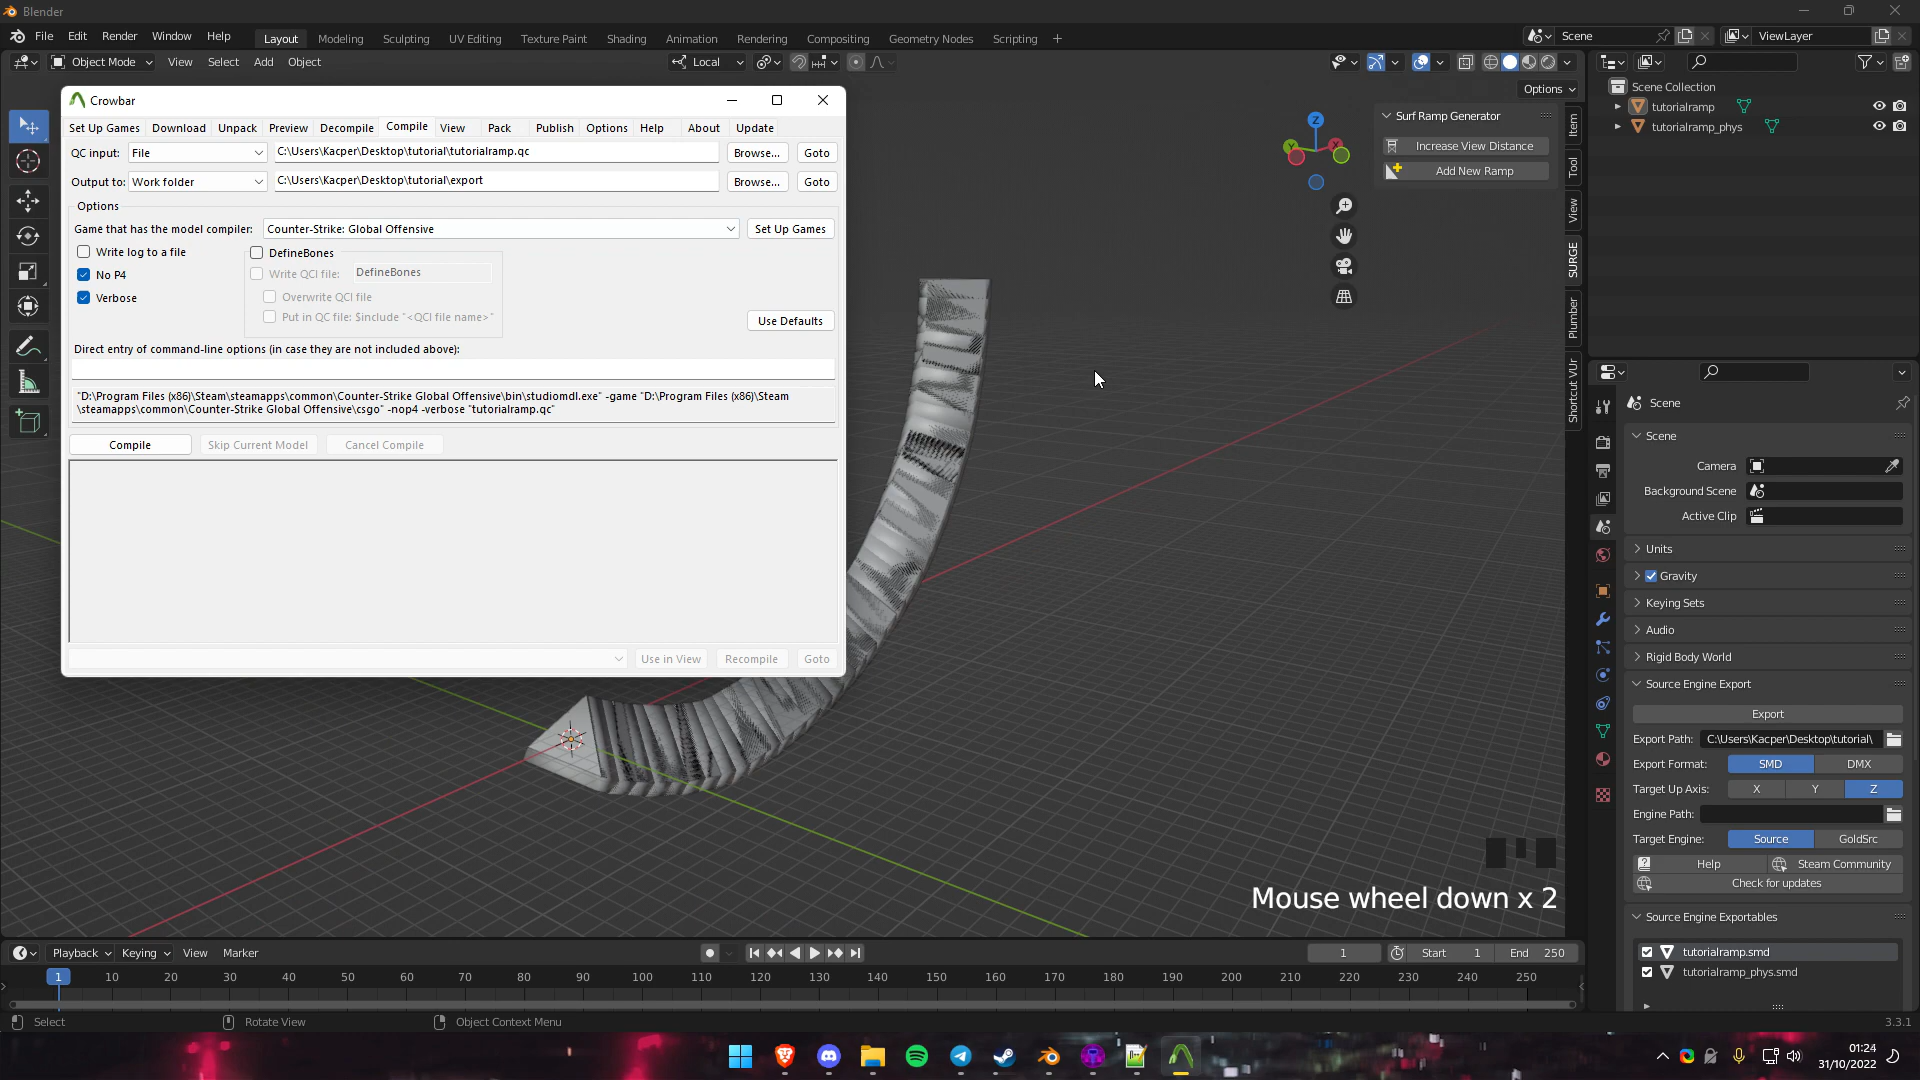 Blender
File Edit Render Window Help
Layout Modeling Sculpting UV Editing Texture Paint Shading Animation Rendering Compositing Geometry Nodes Scripting +
Scene
ViewLayer
Object Mode View Select Add Object
Local
Options
Crowbar
Set Up Games Download Unpack Preview Decompile Compile View Pack Publish Options Help About Update
QC input: File C:\Users\Kacper\Desktop\tutorial\tutorialramp.qc Browse... Goto
Output to: Work folder C:\Users\Kacper\Desktop\tutorial\export Browse... Goto
Options
Game that has the model compiler: Counter-Strike: Global Offensive Set Up Games
Write log to a file
No P4
Verbose
DefineBones
Write QCI file: DefineBones
Overwrite QCI file
Put in QC file: $include "<QCI file name>"
Use Defaults
Direct entry of command-line options (in case they are not included above):
"D:\Program Files (x86)\Steam\steamapps\common\Counter-Strike Global Offensive\bin\studiomdl.exe" -game "D:\Program Files (x86)\Steam
\steamapps\common\Counter-Strike Global Offensive\csgo" -nop4 -verbose "tutorialramp.qc"
Compile Skip Current Model Cancel Compile
Use in View Recompile Goto
Z
Y
X
Surf Ramp Generator
Increase View Distance
Add New Ramp
Item
Tool
View
SURGE
Plumber
Shortcut VUr
Scene Collection
tutorialramp
tutorialramp_phys
Scene
Scene
Camera
Background Scene
Active Clip
Units
Gravity
Keying Sets
Audio
Rigid Body World
Source Engine Export
Export
Export Path: C:\Users\Kacper\Desktop\tutorial\
Export Format: SMD DMX
Target Up Axis: X Y Z
Engine Path:
Target Engine: Source GoldSrc
Help Steam Community
Check for updates
Source Engine Exportables
tutorialramp.smd
tutorialramp_phys.smd
Mouse wheel down x 2
Playback Keying View Marker
1 Start 1 End 250
1 10 20 30 40 50 60 70 80 90 100 110 120 130 140 150 160 170 180 190 200 210 220 230 240 250
Select Rotate View Object Context Menu
3.3.1
01:24
31/10/2022